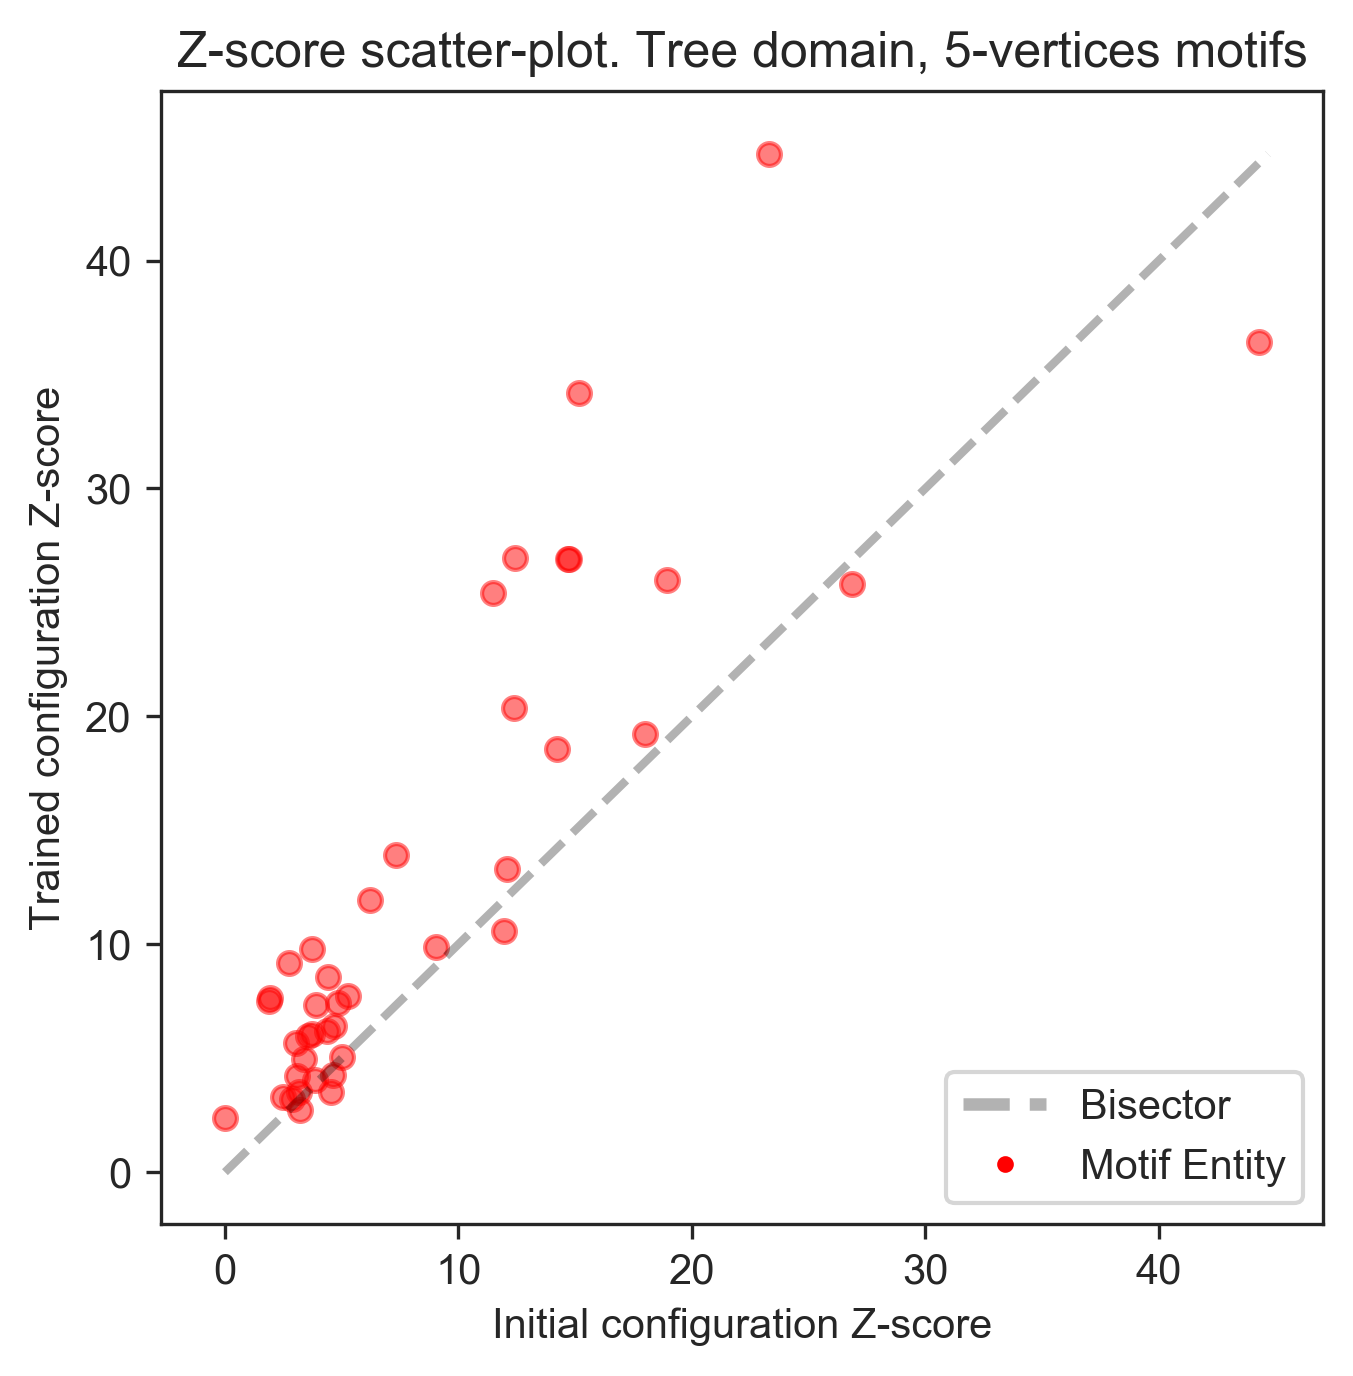 Z-score scatter-plot. Tree domain, 5-vertices motifs
Trained configuration Z-score
40
30
20
10
0
Bisector
Motif Entity
0 10 20 30 40
Initial configuration Z-score